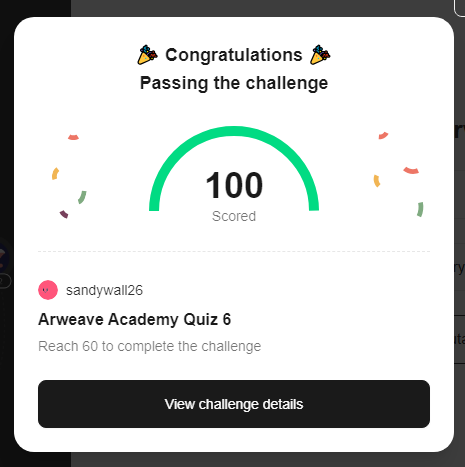 🎉 Congratulations 🎉
Passing the challenge
100
Scored
sandywall26
Arweave Academy Quiz 6
Reach 60 to complete the challenge
View challenge details